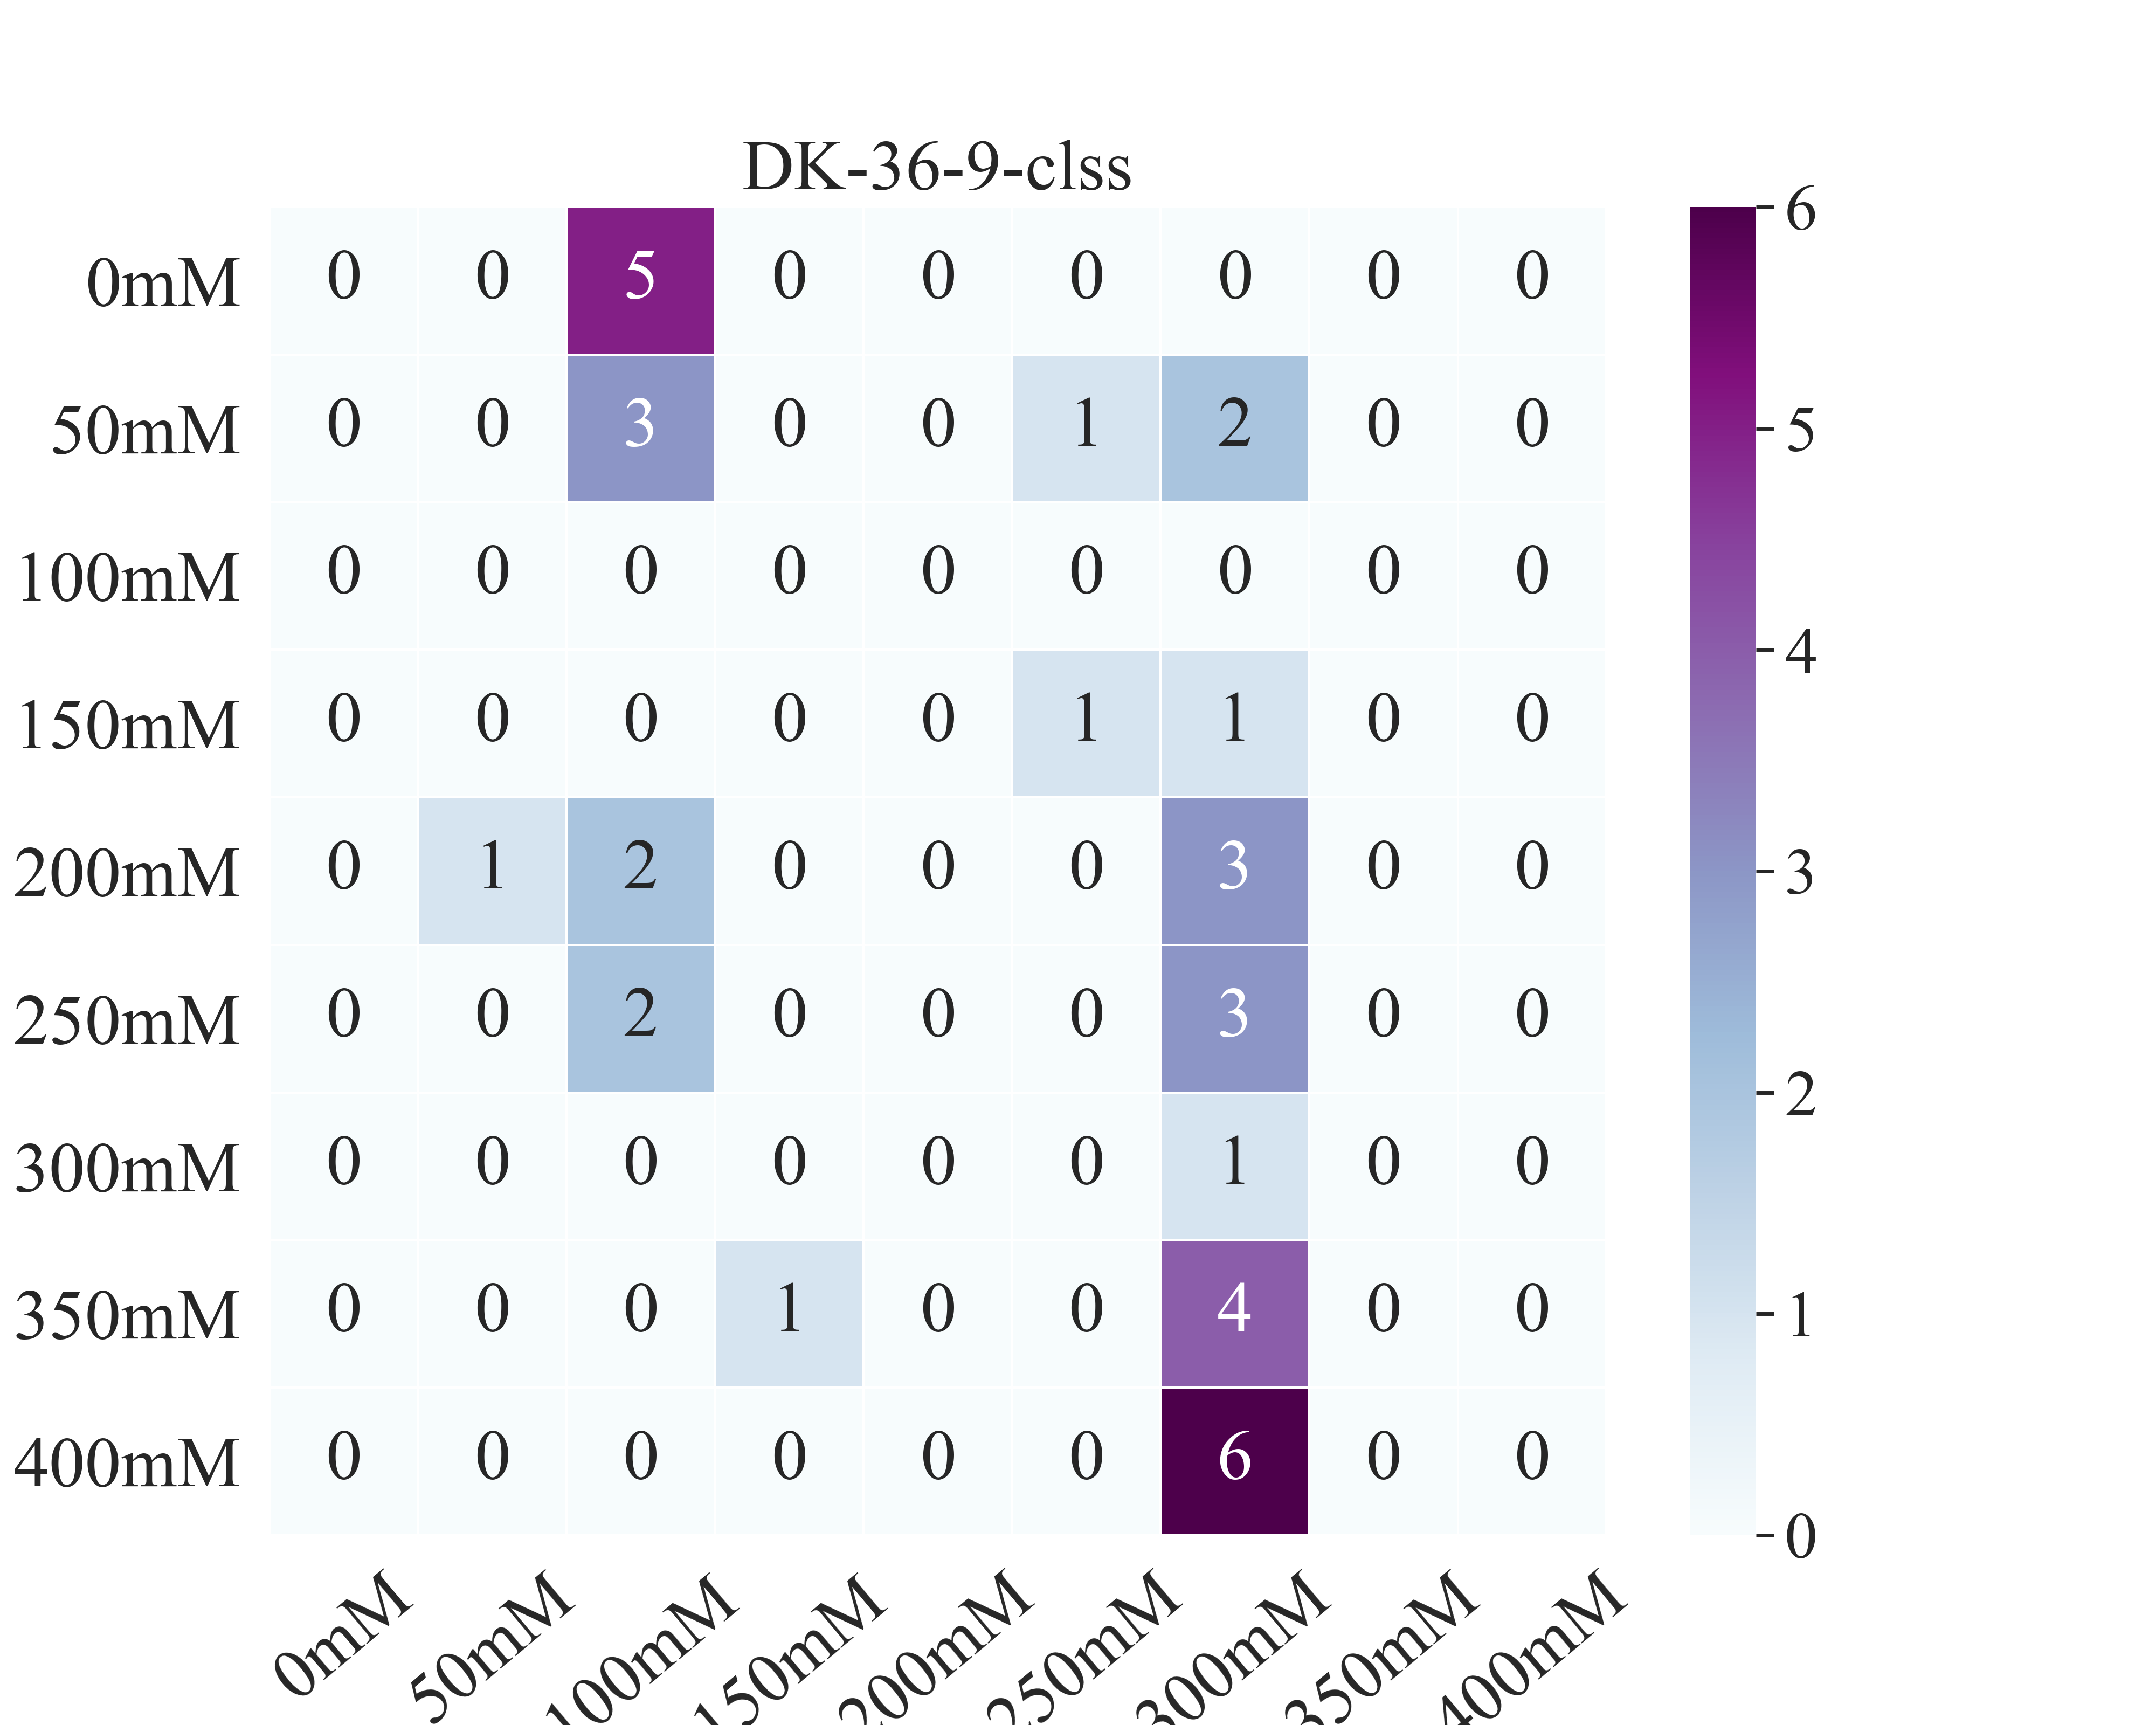 DK-36-9-clss
0mM 0 0 5 0 0 0 0 0 0
50mM 0 0 3 0 0 1 2 0 0
100mM 0 0 0 0 0 0 0 0 0
150mM 0 0 0 0 0 1 1 0 0
200mM 0 1 2 0 0 0 3 0 0
250mM 0 0 2 0 0 0 3 0 0
300mM 0 0 0 0 0 0 1 0 0
350mM 0 0 0 1 0 0 4 0 0
400mM 0 0 0 0 0 0 6 0 0
0mM 50mM 100mM 150mM 200mM 250mM 300mM 350mM 400mM
6
5
4
3
2
1
0